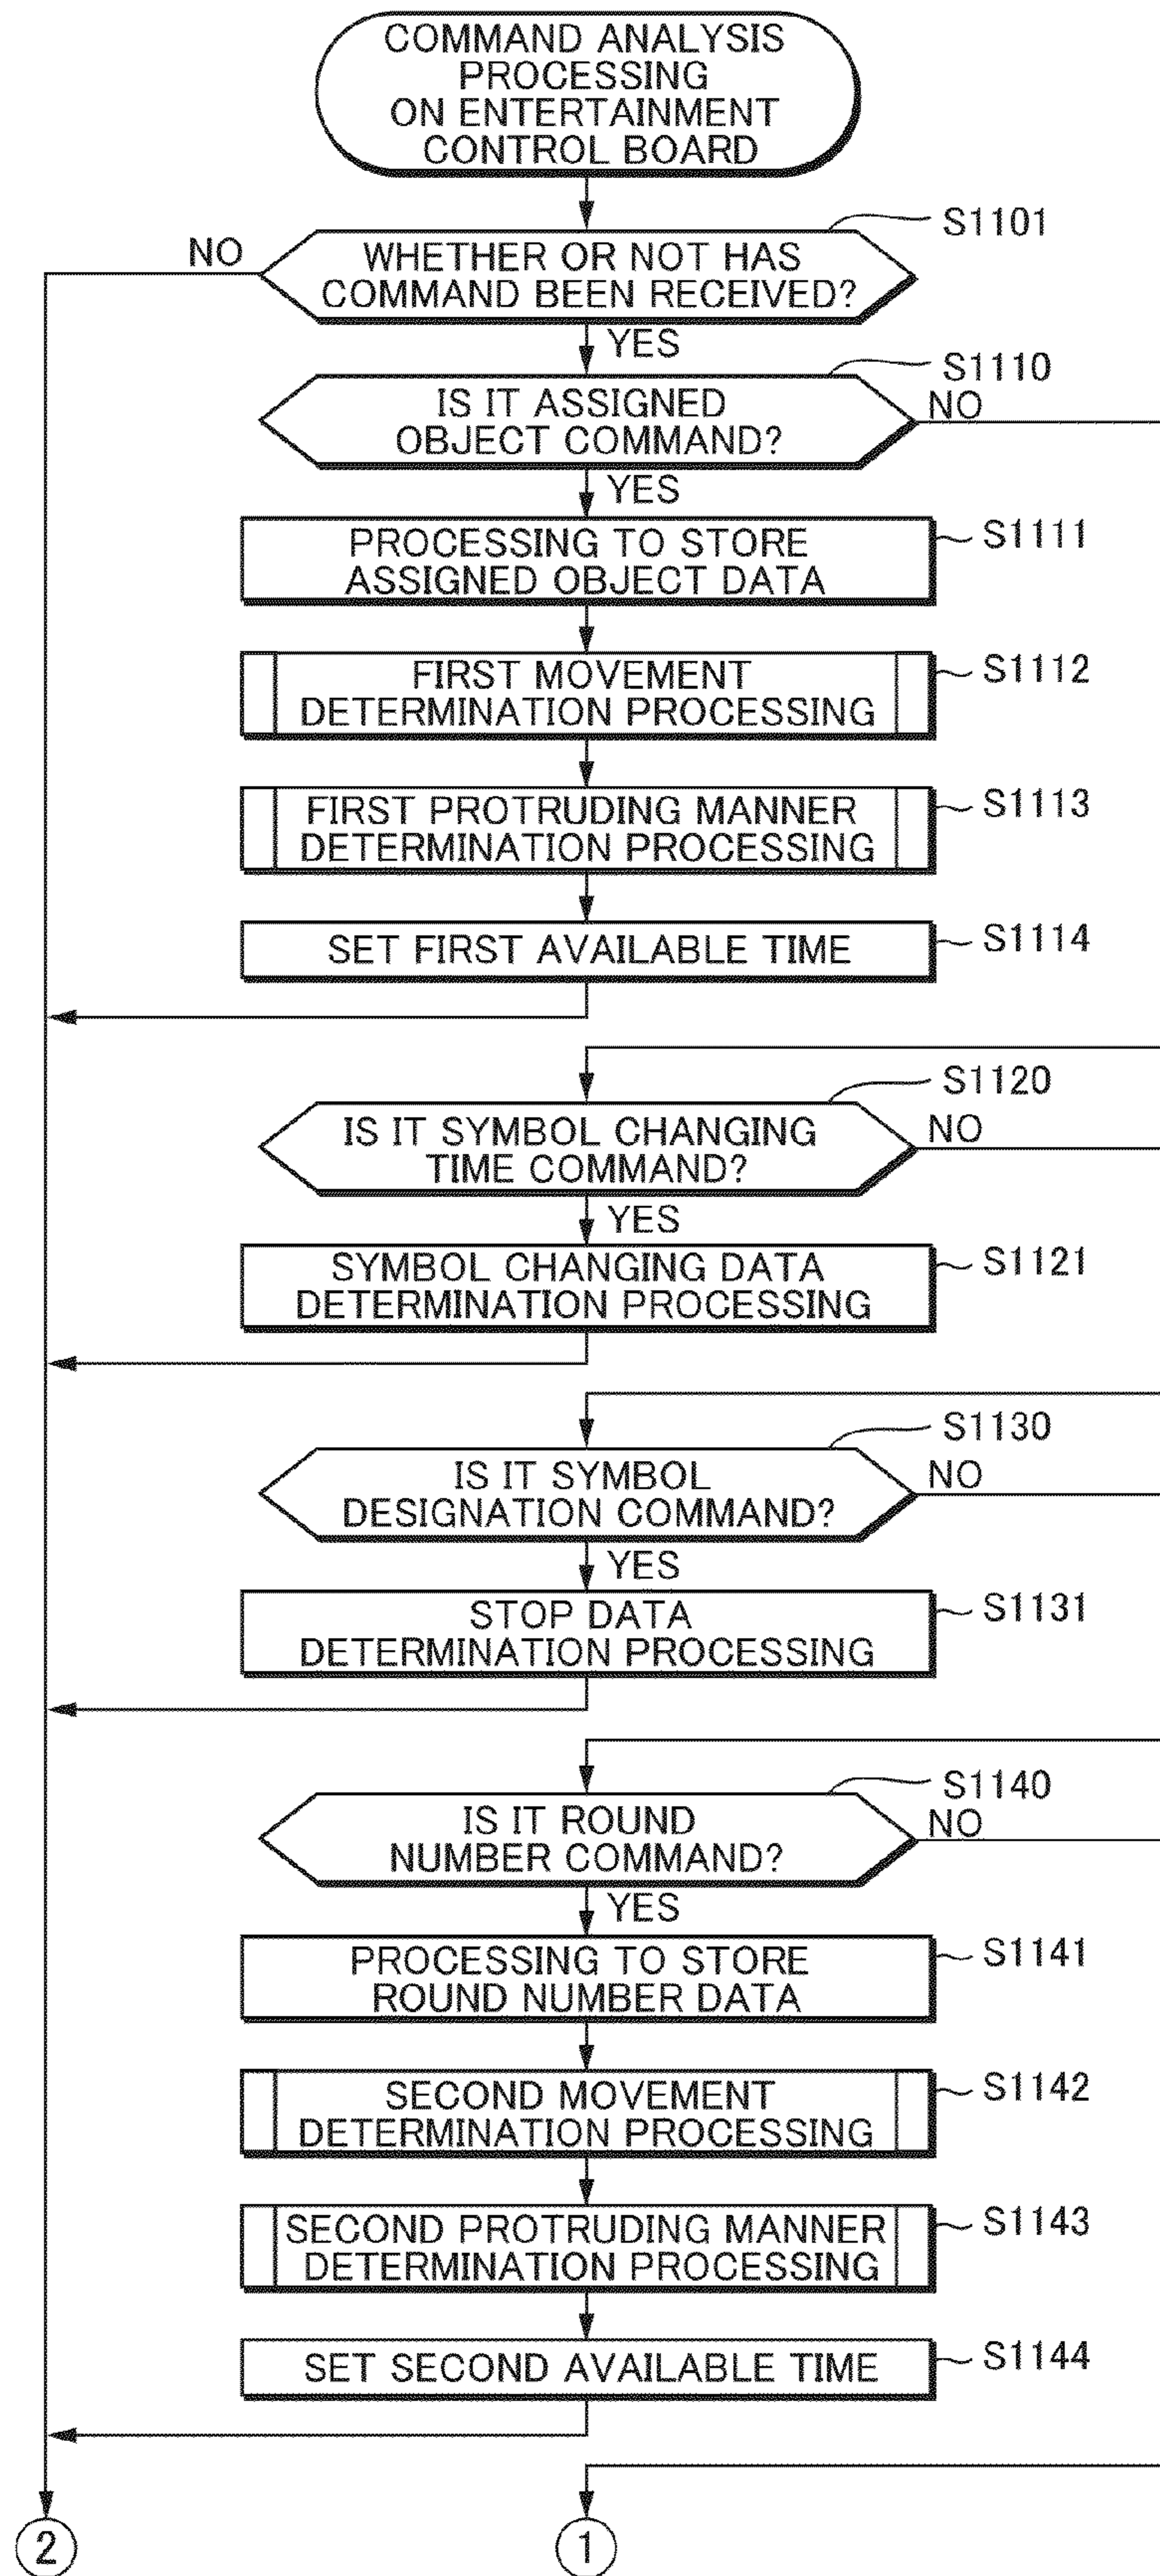 COMMAND ANALYSIS
PROCESSING
ON ENTERTAINMENT
CONTROL BOARD
S1101
NO
WHETHER OR NOT HAS
COMMAND BEEN RECEIVED?
YES
S1110
IS IT ASSIGNED
OBJECT COMMAND?
NO
YES
PROCESSING TO STORE
ASSIGNED OBJECT DATA
S1111
FIRST MOVEMENT
DETERMINATION PROCESSING
S1112
FIRST PROTRUDING MANNER
DETERMINATION PROCESSING
S1113
SET FIRST AVAILABLE TIME
S1114
S1120
IS IT SYMBOL CHANGING
TIME COMMAND?
NO
YES
SYMBOL CHANGING DATA
DETERMINATION PROCESSING
S1121
S1130
IS IT SYMBOL
DESIGNATION COMMAND?
NO
YES
STOP DATA
DETERMINATION PROCESSING
S1131
S1140
IS IT ROUND
NUMBER COMMAND?
NO
YES
PROCESSING TO STORE
ROUND NUMBER DATA
S1141
SECOND MOVEMENT
DETERMINATION PROCESSING
S1142
SECOND PROTRUDING MANNER
DETERMINATION PROCESSING
S1143
SET SECOND AVAILABLE TIME
S1144
2
1